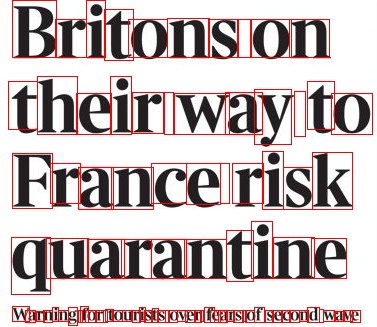 Britons on
their way to
France risk
quarantine
Warning for tourists over fears of second wave